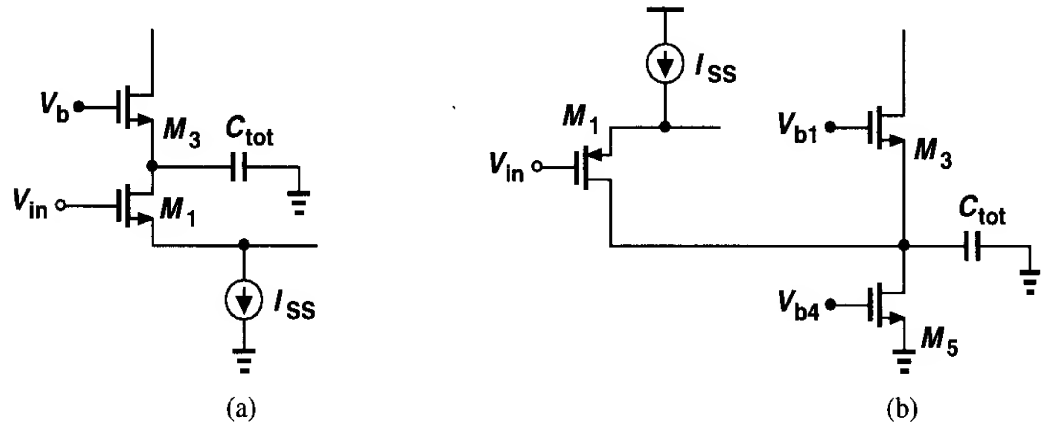 V_b
M_3
C_tot
V_in
M_1
I_SS
(a)
I_SS
M_1
V_in
V_b1
M_3
C_tot
V_b4
M_5
(b)